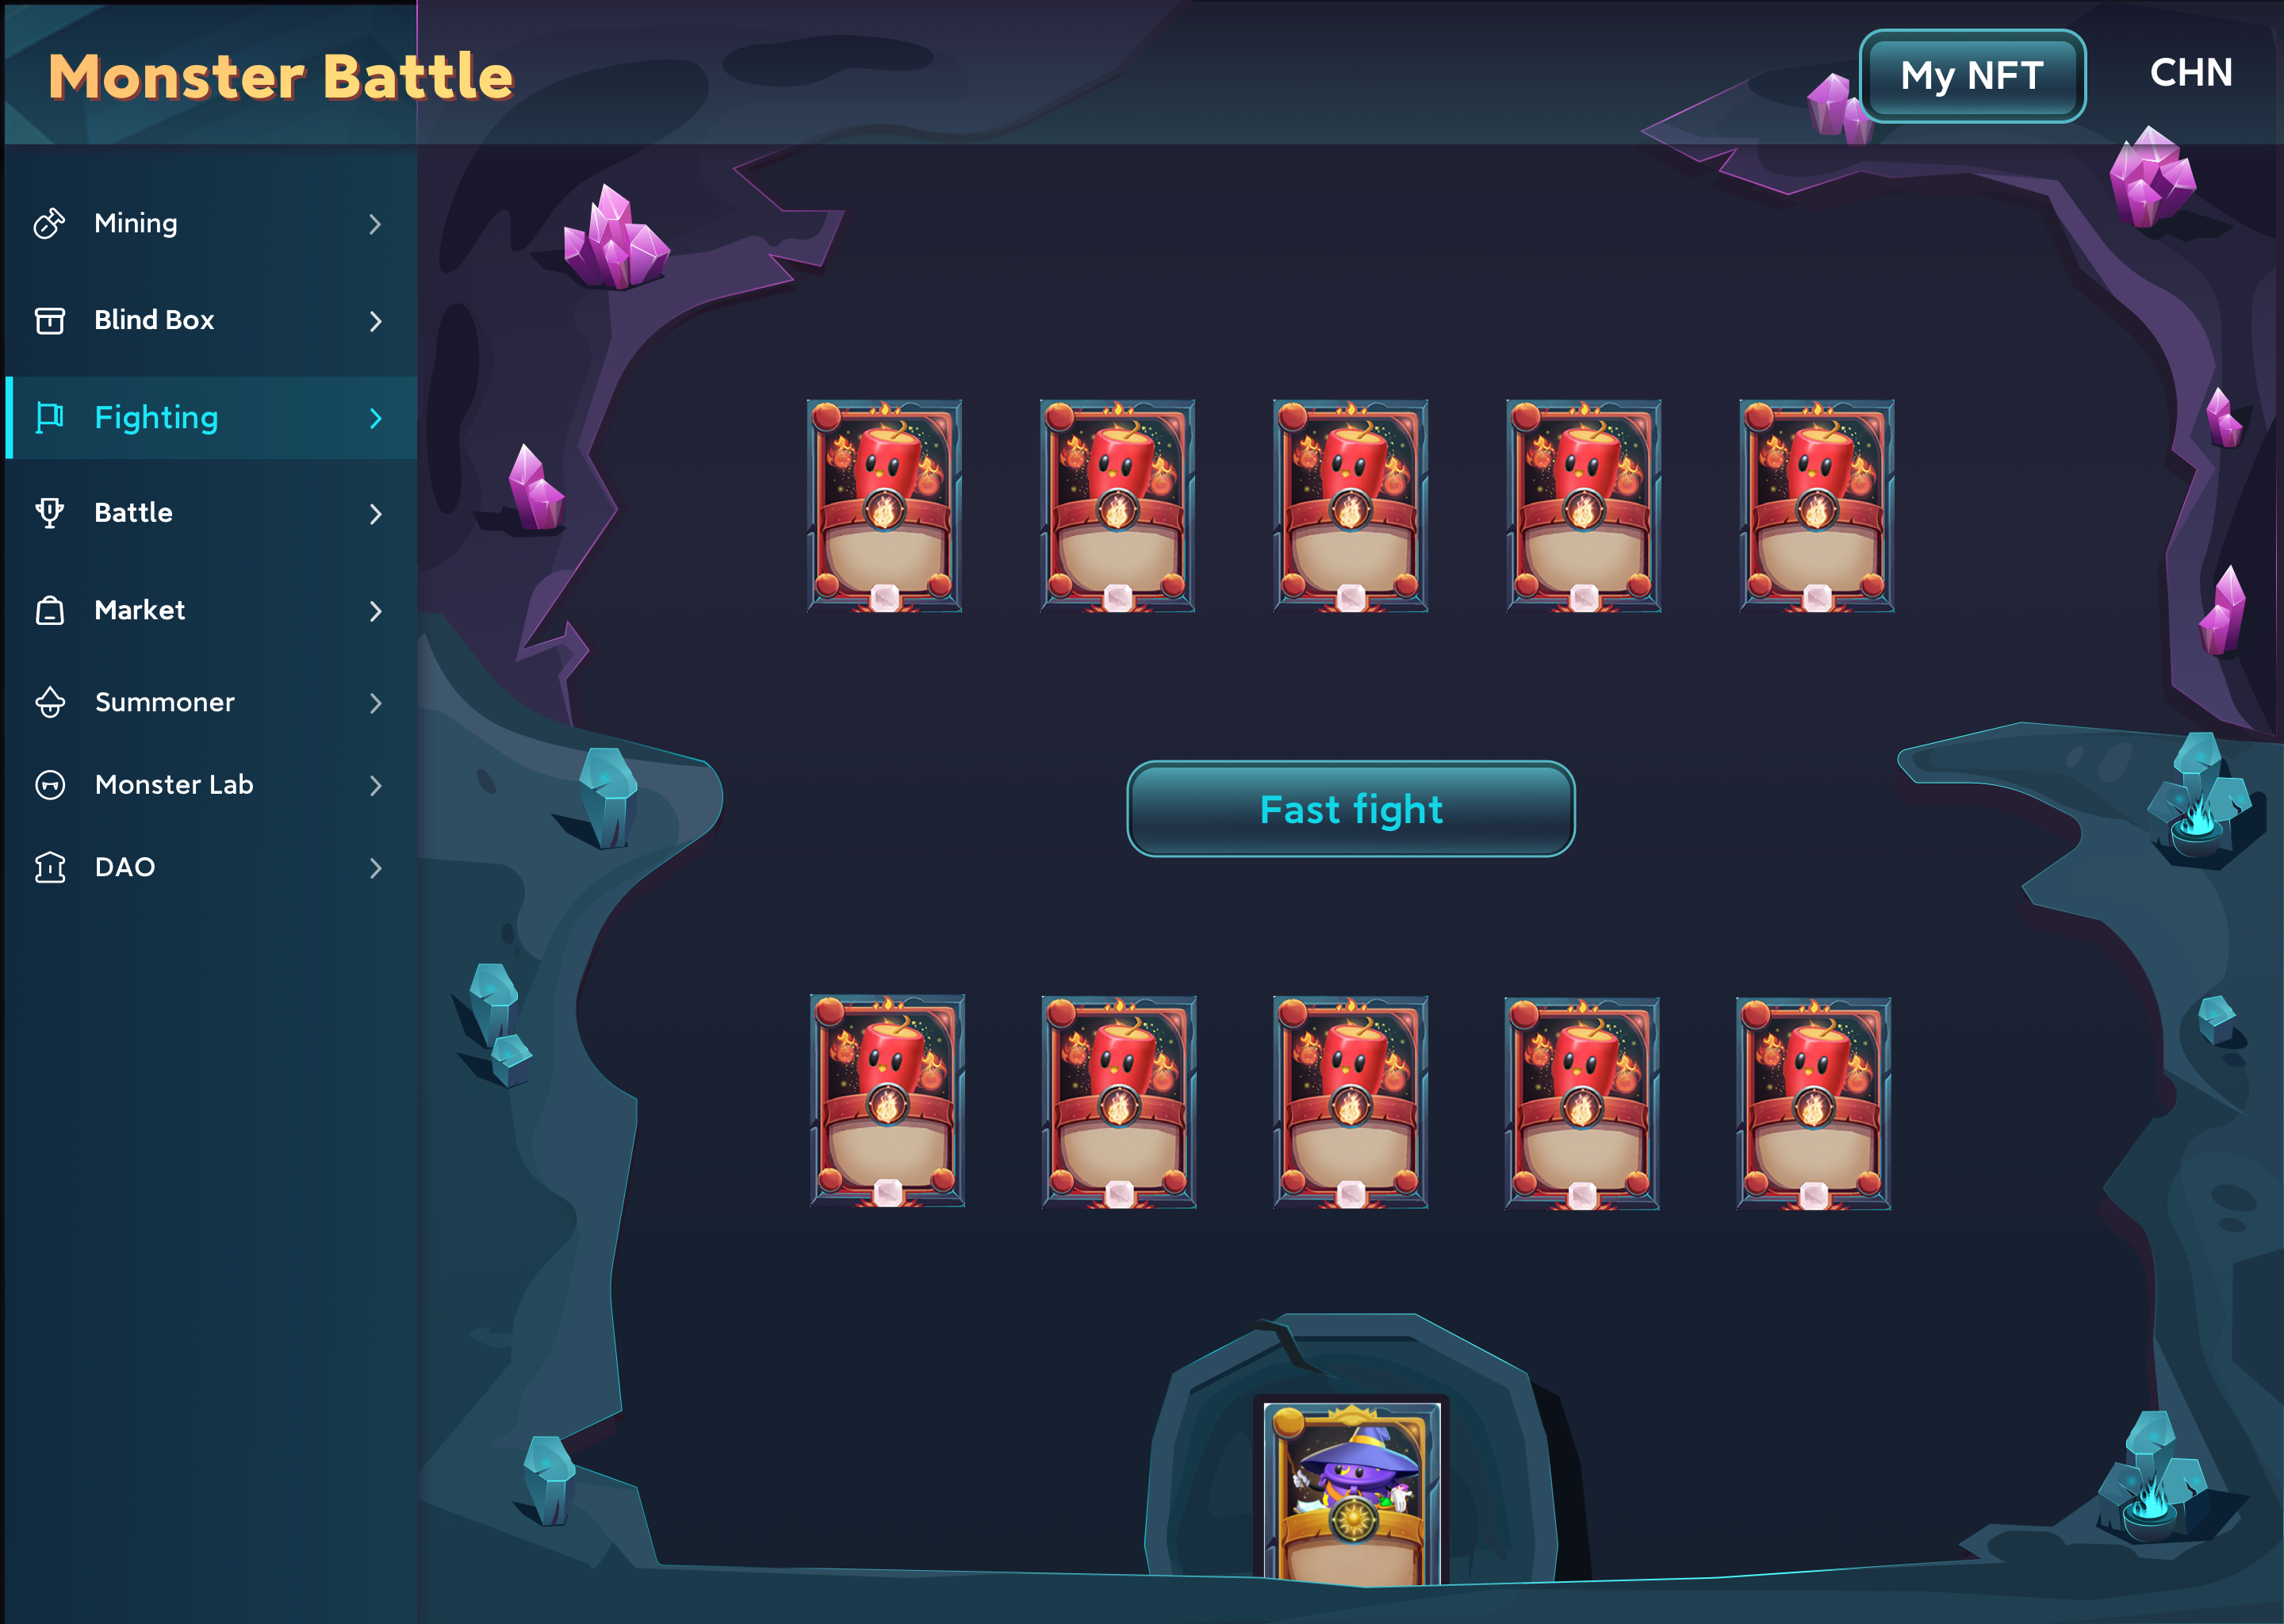 Monster Battle
My NFT
CHN
Mining
Blind Box
Fighting
Battle
Market
Summoner
Monster Lab
DAO
Fast fight